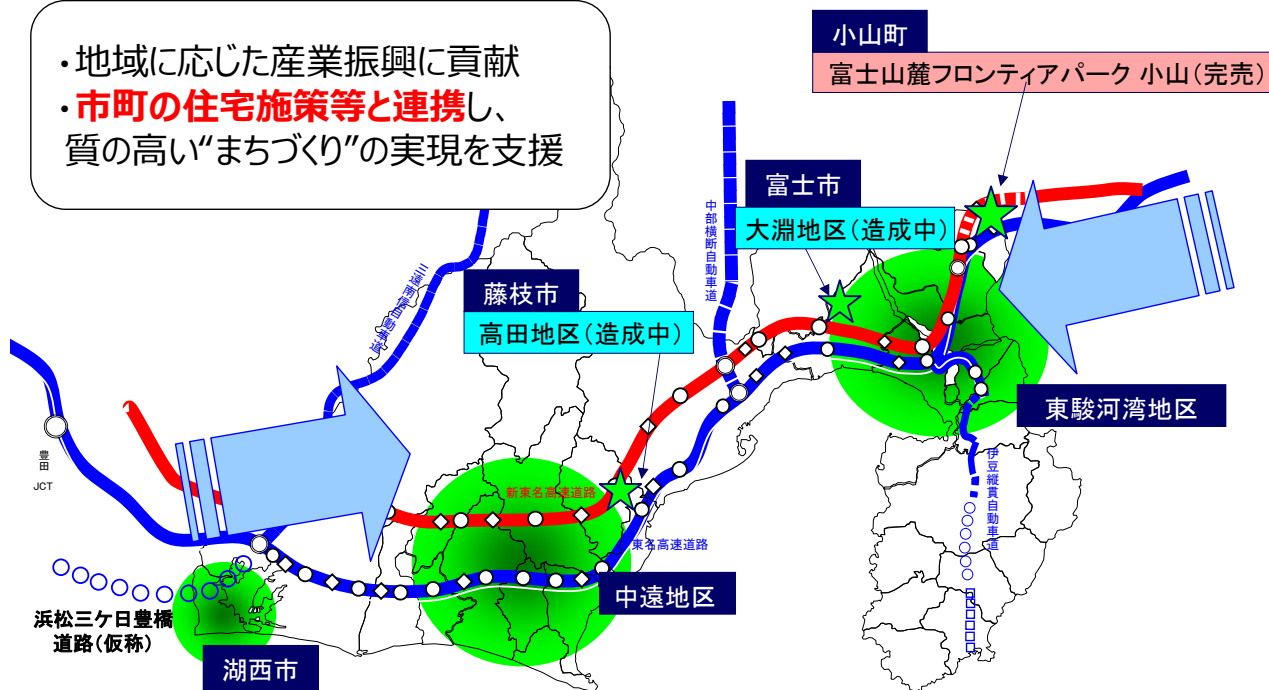 ・地域に応じた産業振興に貢献
・市町の住宅施策等と連携し、
質の高い“まちづくり”の実現を支援
小山町
富士山麓フロンティアパーク 小山(完売)
富士市
大淵地区(造成中)
中部横断自動車道
三遠南信自動車道
藤枝市
高田地区(造成中)
東駿河湾地区
豊田
JCT
新東名高速道路
伊豆縦貫自動車道
東名高速道路
中遠地区
浜松三ケ日豊橋
道路(仮称)
湖西市